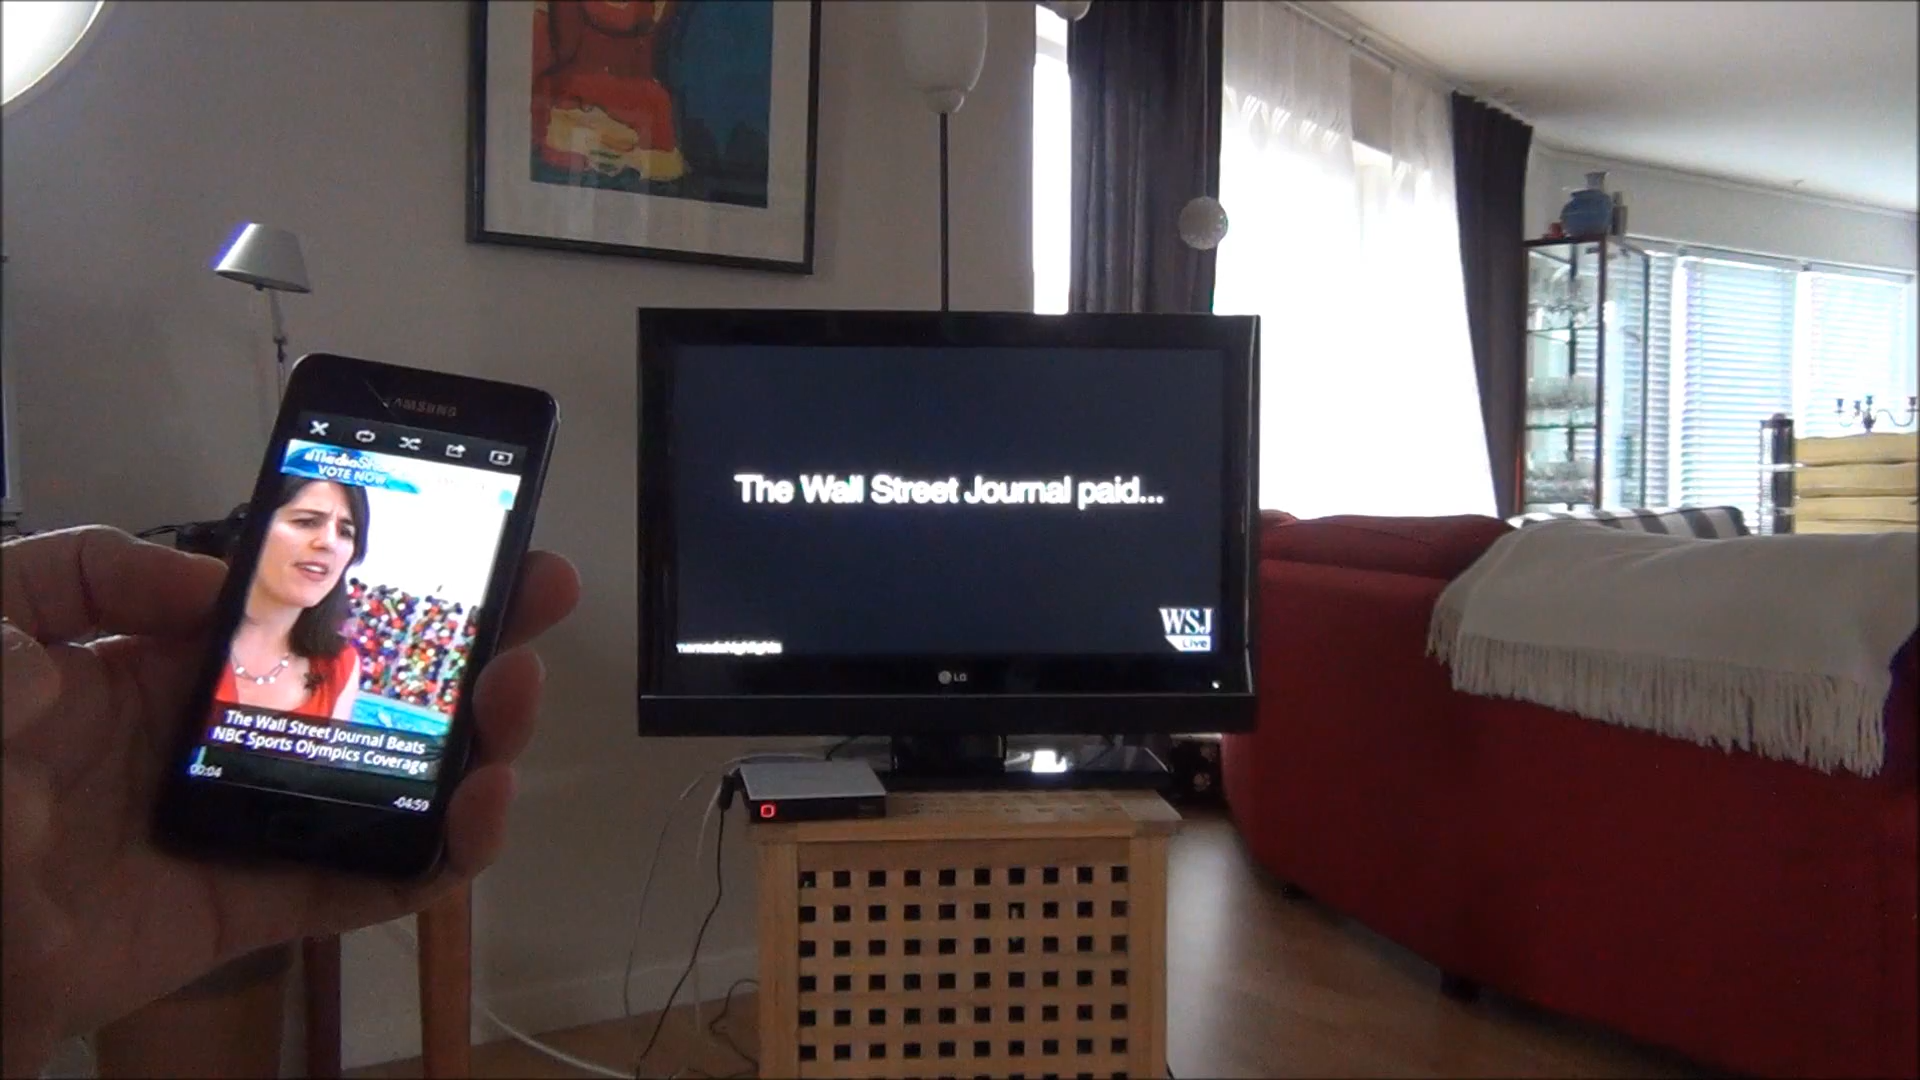 SAMSUNG
iMediaShare
VOTE NOW
The Wall Street Journal Beats
NBC Sports Olympics Coverage
00:04
-04:59
The Wall Street Journal paid...
WSJ
Live
LG